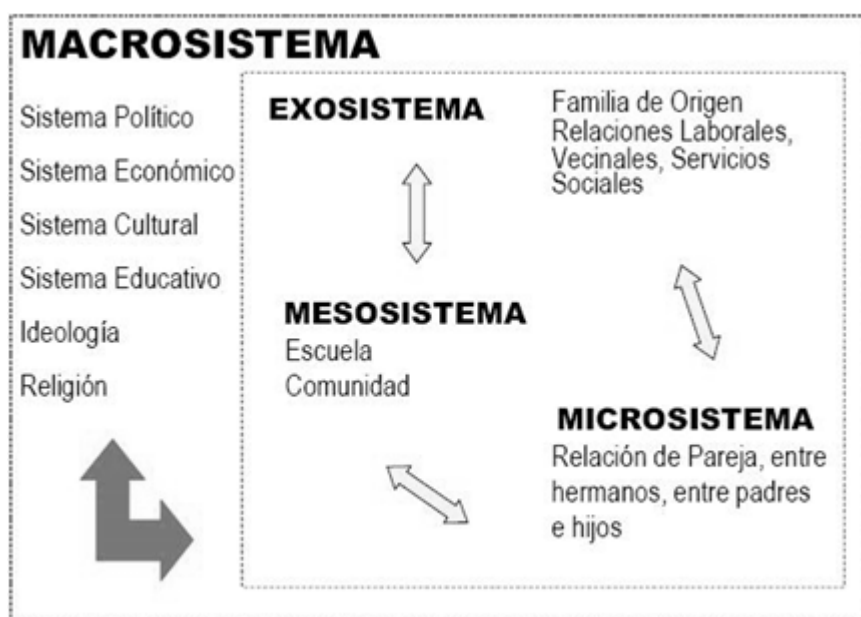 MACROSISTEMA
Sistema Político
Sistema Económico
Sistema Cultural
Sistema Educativo
Ideología
Religión
EXOSISTEMA
Familia de Origen
Relaciones Laborales,
Vecinales, Servicios
Sociales
MESOSISTEMA
Escuela
Comunidad
MICROSISTEMA
Relación de Pareja, entre
hermanos, entre padres
e hijos